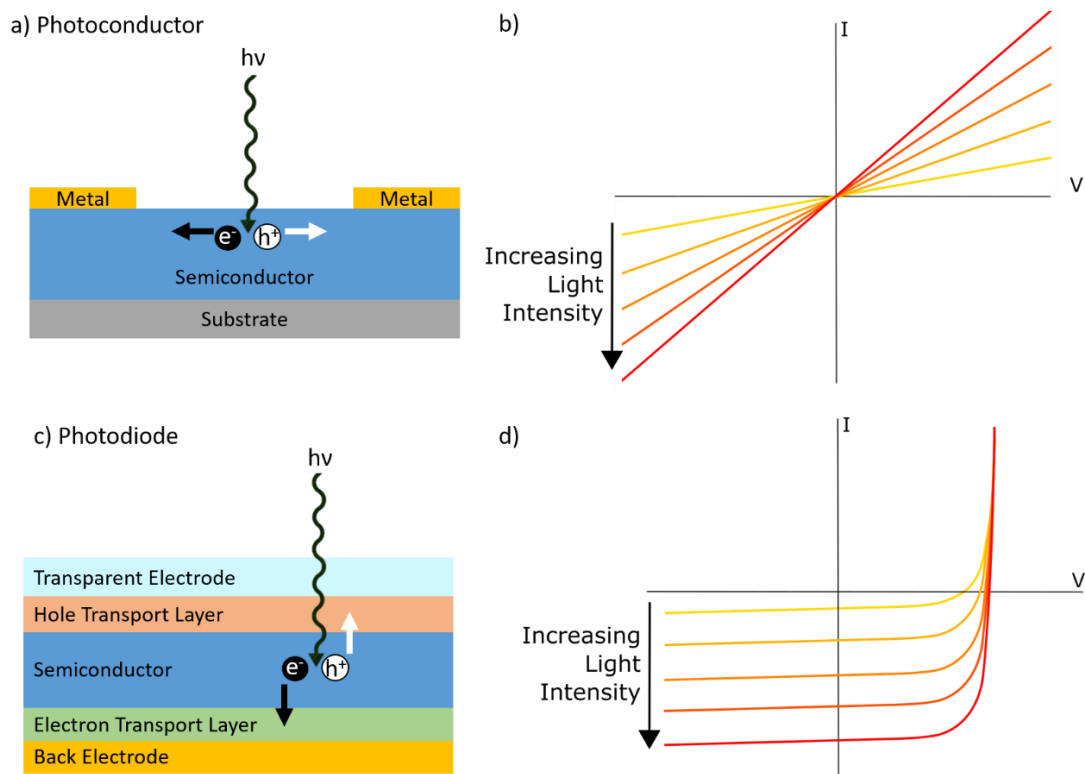 a) Photoconductor
hν
Metal
Metal
e⁻
h⁺
Semiconductor
Substrate
b)
I
V
Increasing
Light
Intensity
c) Photodiode
hν
Transparent Electrode
Hole Transport Layer
Semiconductor
e⁻
h⁺
Electron Transport Layer
Back Electrode
d)
I
V
Increasing
Light
Intensity